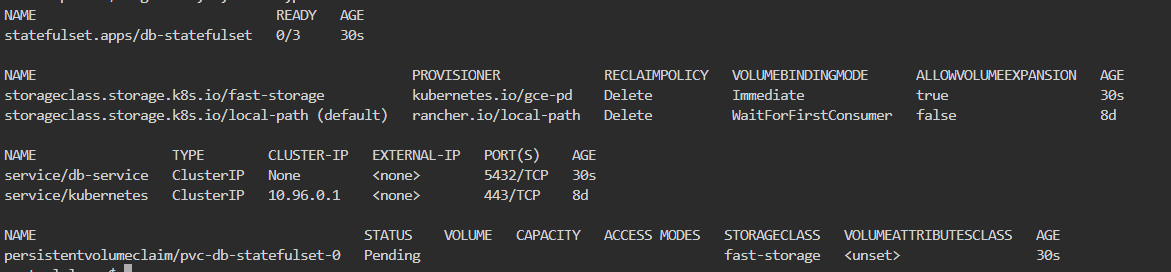 NAME READY AGE
statefulset.apps/db-statefulset 0/3 30s
NAME PROVISIONER RECLAIMPOLICY VOLUMEBINDINGMODE ALLOWVOLUMEEXPANSION AGE
storageclass.storage.k8s.io/fast-storage kubernetes.io/gce-pd Delete Immediate true 30s
storageclass.storage.k8s.io/local-path (default) rancher.io/local-path Delete WaitForFirstConsumer false 8d
NAME TYPE CLUSTER-IP EXTERNAL-IP PORT(S) AGE
service/db-service ClusterIP None <none> 5432/TCP 30s
service/kubernetes ClusterIP 10.96.0.1 <none> 443/TCP 8d
NAME STATUS VOLUME CAPACITY ACCESS MODES STORAGECLASS VOLUMEATTRIBUTESCLASS AGE
persistentvolumeclaim/pvc-db-statefulset-0 Pending fast-storage <unset> 30s